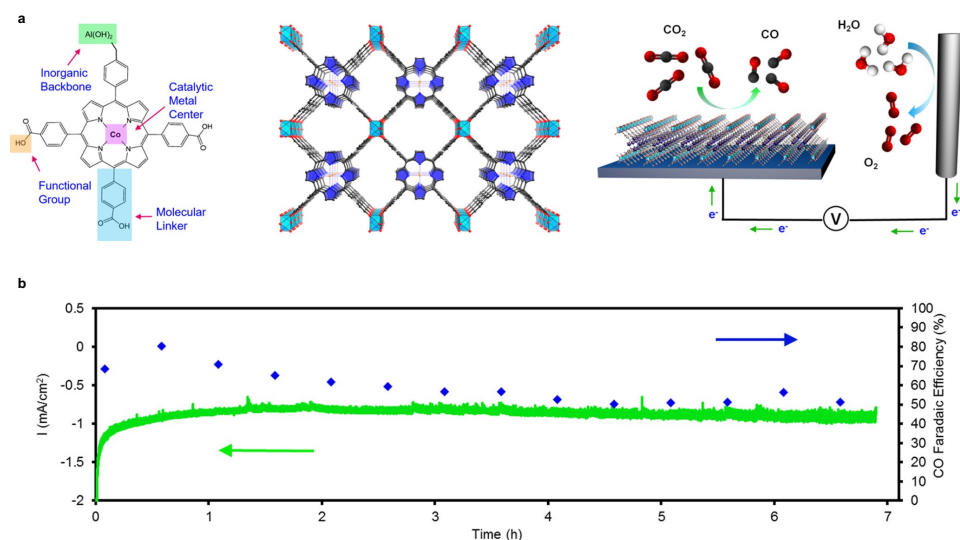 a
Al(OH)₂
Inorganic
Backbone
Catalytic
Metal
Center
Co
N
N
N
N
O
HO
O
OH
Functional
Group
Molecular
Linker
O
OH
CO₂
CO
H₂O
O₂
e⁻
e⁻
V
e⁻
e⁻
b
I (mA/cm²)
0.5
0
-0.5
-1
-1.5
-2
0
1
2
3
4
5
6
7
Time (h)
100
90
80
70
60
50
40
30
20
10
0
CO Faradaic Efficiency (%)